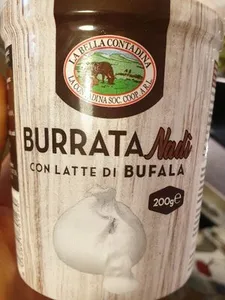 LA BELLA CONTADINA
LA CONTADINA SOC. COOP. A R.L.
BURRATA Nadì
CON LATTE DI BUFALA
200g e